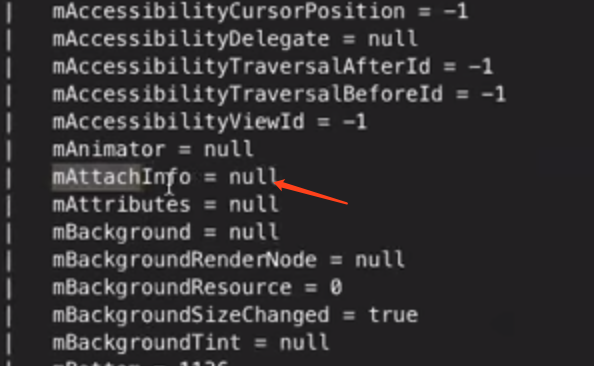 | mAccessibilityCursorPosition = -1
| mAccessibilityDelegate = null
| mAccessibilityTraversalAfterId = -1
| mAccessibilityTraversalBeforeId = -1
| mAccessibilityViewId = -1
| mAnimator = null
| mAttachInfo = null
| mAttributes = null
| mBackground = null
| mBackgroundRenderNode = null
| mBackgroundResource = 0
| mBackgroundSizeChanged = true
| mBackgroundTint = null